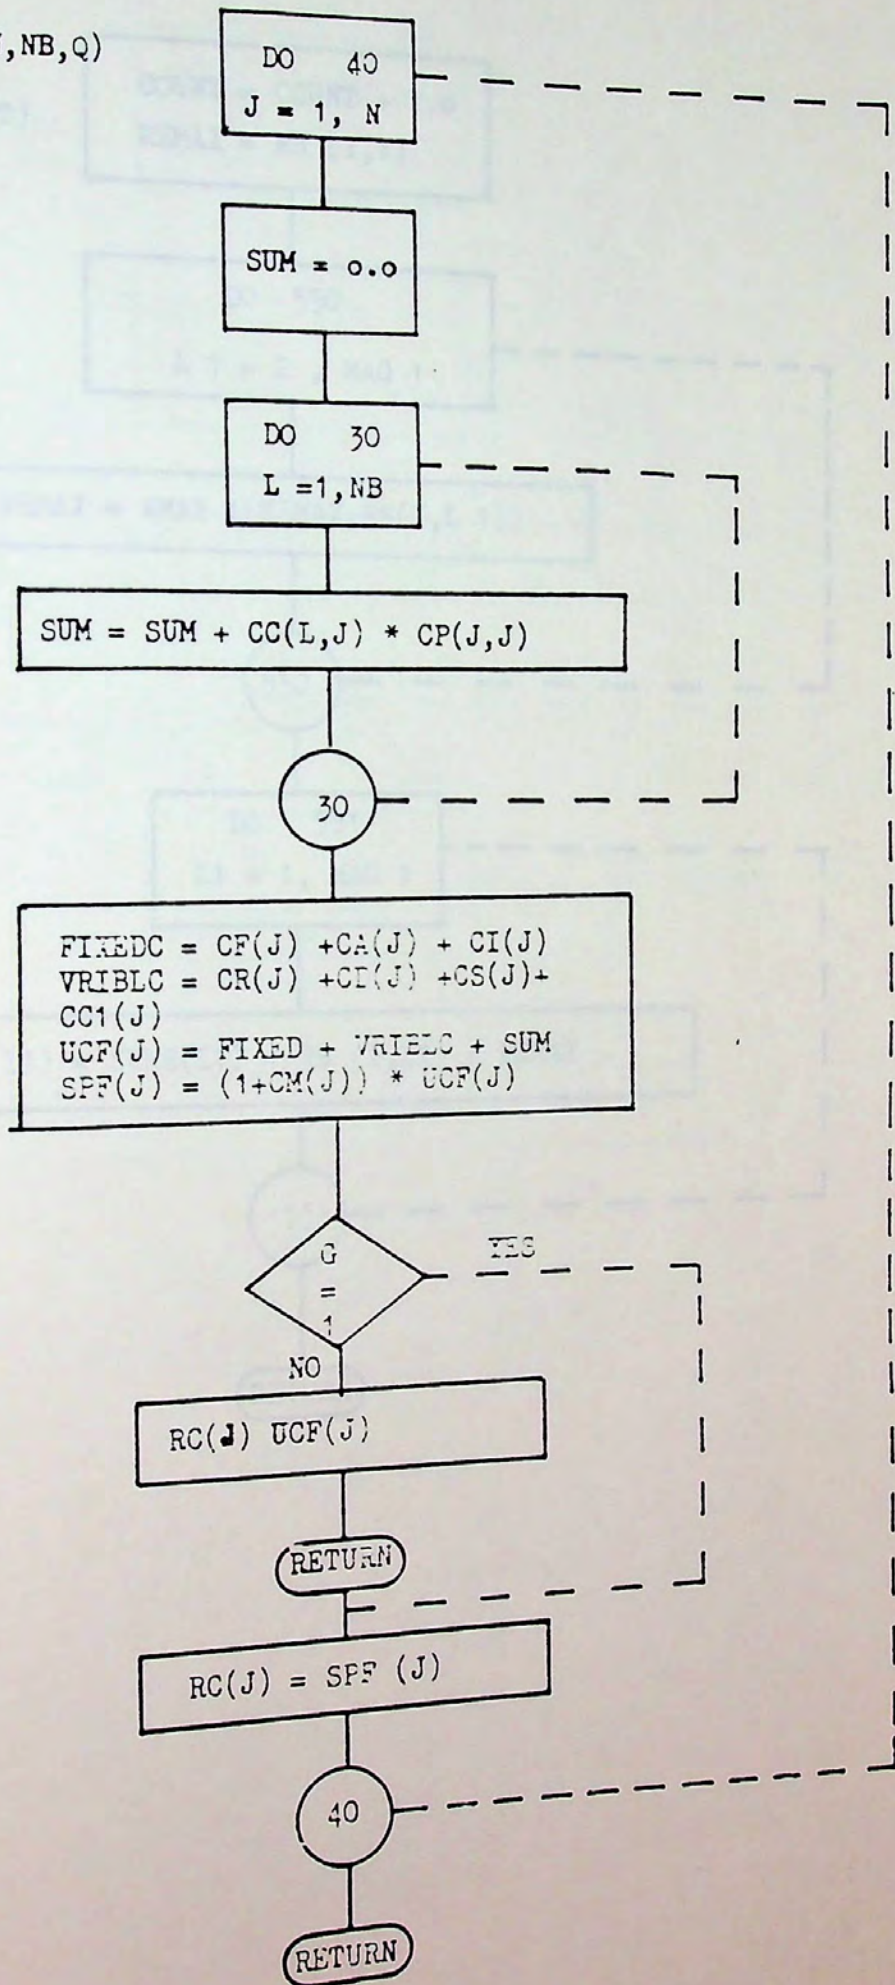 ,NB,Q)
DO 40
J = 1, N
SUM = 0.0
DO 30
L =1,NB
SUM = SUM + CC(L,J) * CP(J,J)
30
FIXEDC = CF(J) +CA(J) + CI(J)
VRIBLC = CR(J) +CD(J) +CS(J)+
CC1(J)
UCF(J) = FIXED + VRIBLC + SUM
SPF(J) = (1+CM(J)) * UCF(J)
G
=
1
YES
NO
RC(J) UCF(J)
RETURN
RC(J) = SPF (J)
40
RETURN